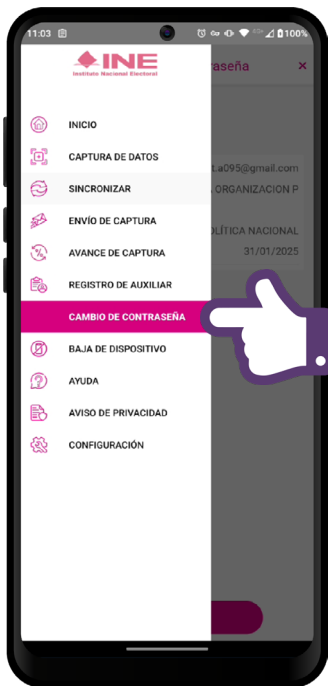 11:03 100%
INE
Instituto Nacional Electoral
raseña ×
INICIO
CAPTURA DE DATOS
t.a095@gmail.com
SINCRONIZAR
ORGANIZACION P
ENVÍO DE CAPTURA
OLÍTICA NACIONAL
AVANCE DE CAPTURA
31/01/2025
REGISTRO DE AUXILIAR
CAMBIO DE CONTRASEÑA
BAJA DE DISPOSITIVO
AYUDA
AVISO DE PRIVACIDAD
CONFIGURACIÓN